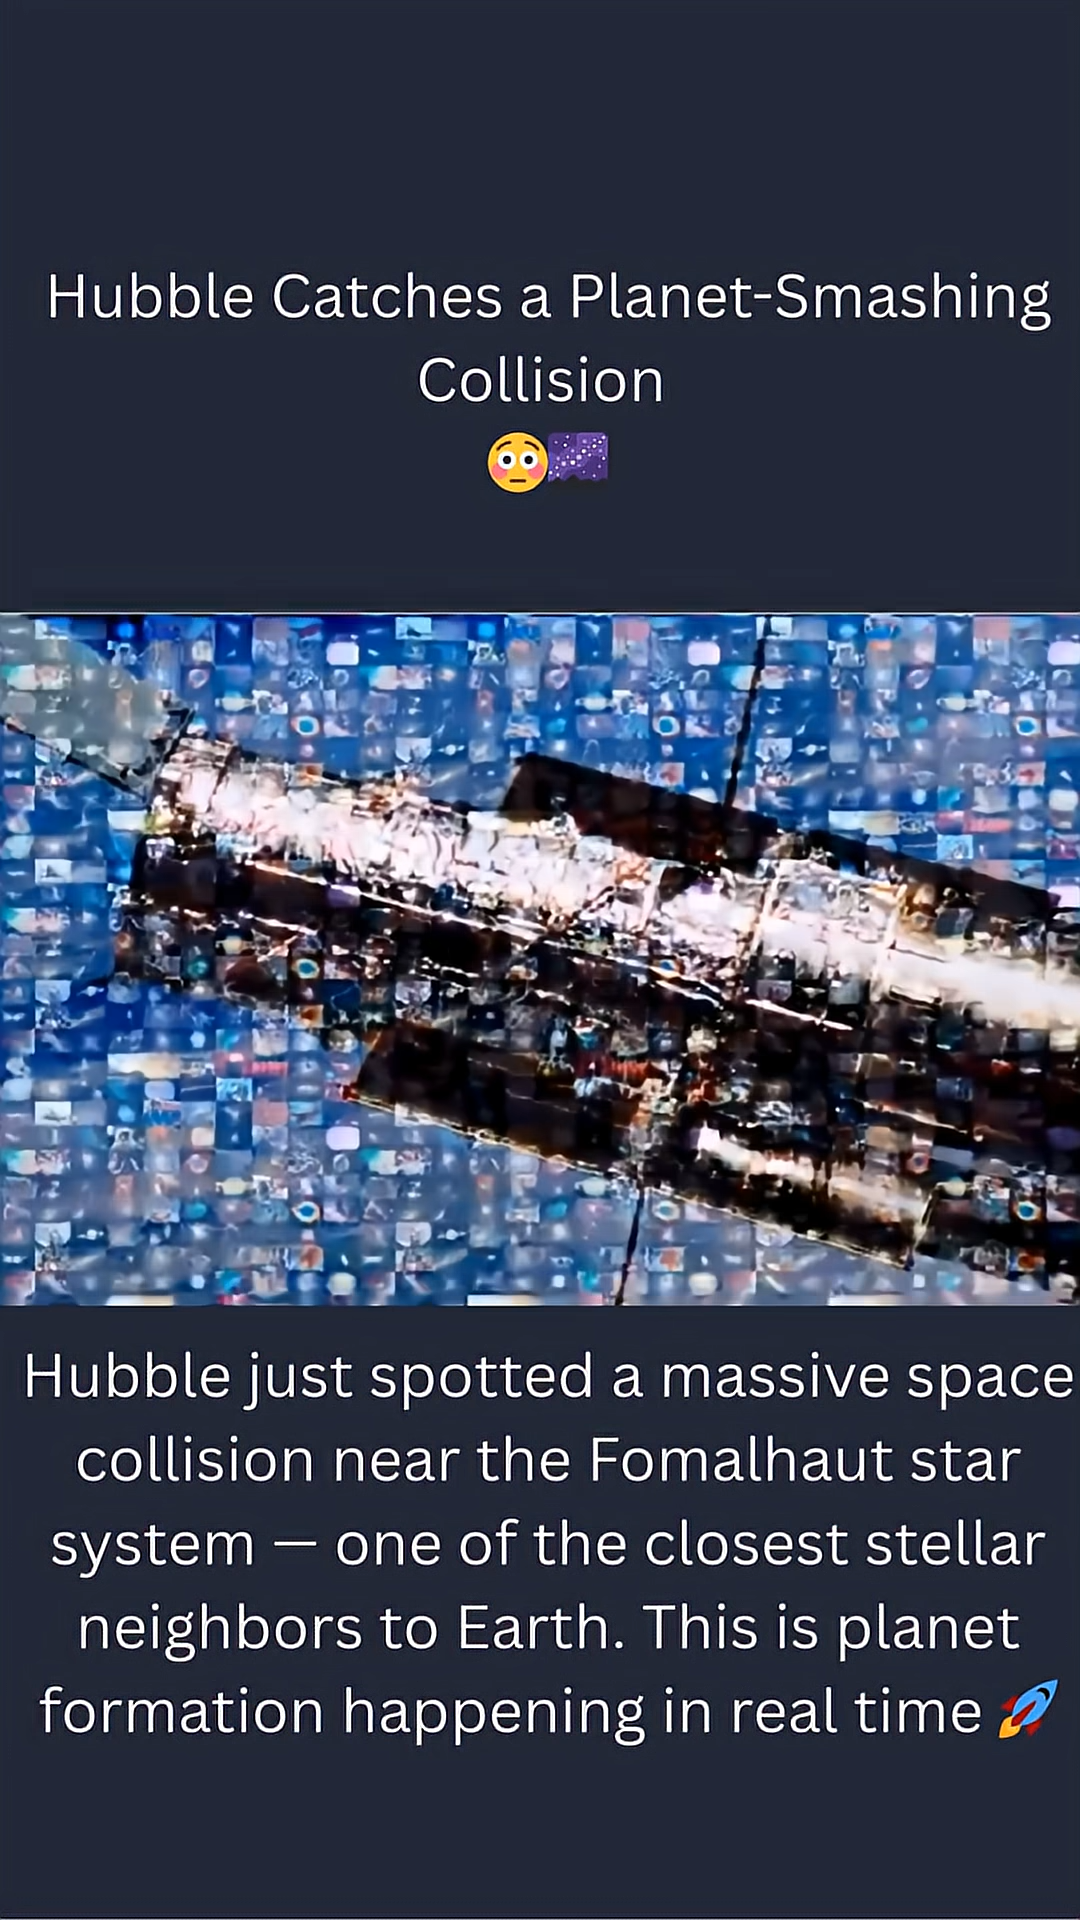 Hubble Catches a Planet-Smashing
Collision
😳🌌
Hubble just spotted a massive space
collision near the Fomalhaut star
system — one of the closest stellar
neighbors to Earth. This is planet
formation happening in real time 🚀